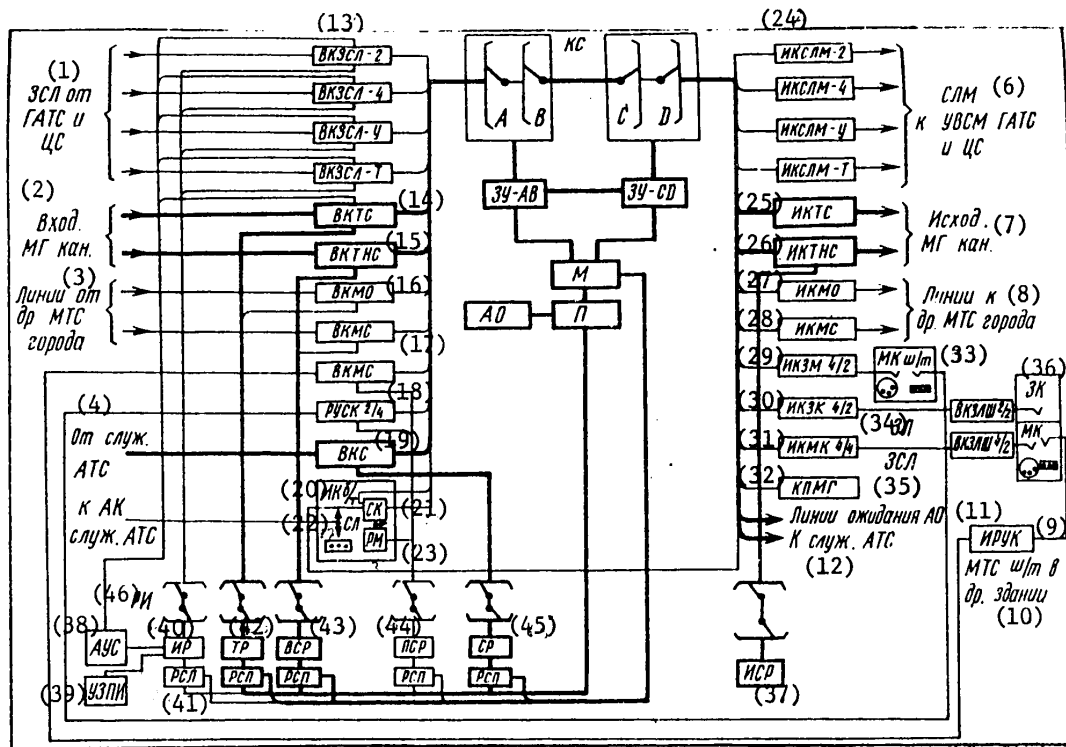 (13)
(24)
КС
(1)
ЗСЛ от
ГАТС и
ЦС
ВКЗСЛ-2
ВКЗСЛ-4
ВКЗСЛ-У
ВКЗСЛ-Т
A B
C D
ИКСЛМ-2
ИКСЛМ-4
ИКСЛМ-У
ИКСЛМ-Т
СЛМ (6)
к УВСМ ГАТС
и ЦС
ЗУ-АВ
ЗУ-CD
(2)
Вход.
МГ кан.
(14)
ВКТС
(15)
ВКТНС
(25)
ИКТС
(26)
ИКТНС
Исход.
МГ кан.
(7)
М
АО
П
(3)
Линии от
др. МТС
города
ВКМО
(16)
ВКМС
(17)
ВКМС
(18)
РУСК 2/4
(19)
ВКС
(27)
ИКМО
(28)
ИКМС
Линии к (8)
др. МТС города
(29)
ИКЗМ 4/2
МК ш/т
(33)
(30)
ИКЗК 4/2
(34)
ЗЛ
ВКЗЛШ 2/2
(36)
ЗК
(31)
ИКМК 4/4
ЗСЛ
(35)
ВКЗЛШ 4/2
МК
(32)
КПМГ
(4)
От служ.
АТС
к АК
служ. АТС
(20)
СК
(21)
(22)
СЛ
РМ
(23)
Линии ожидания АО
К служ. АТС
(12)
(11)
ИРУК
(9)
МТС ш/т в
др. здании
(10)
(46)
РИ
(38)
АУС
(39)
УЗПИ
(40)
ИР
РСЛ
(41)
(42)
ТР
РСП
(43)
ВСР
РСП
(44)
ПСР
РСП
(45)
СР
РСП
ИСР
(37)